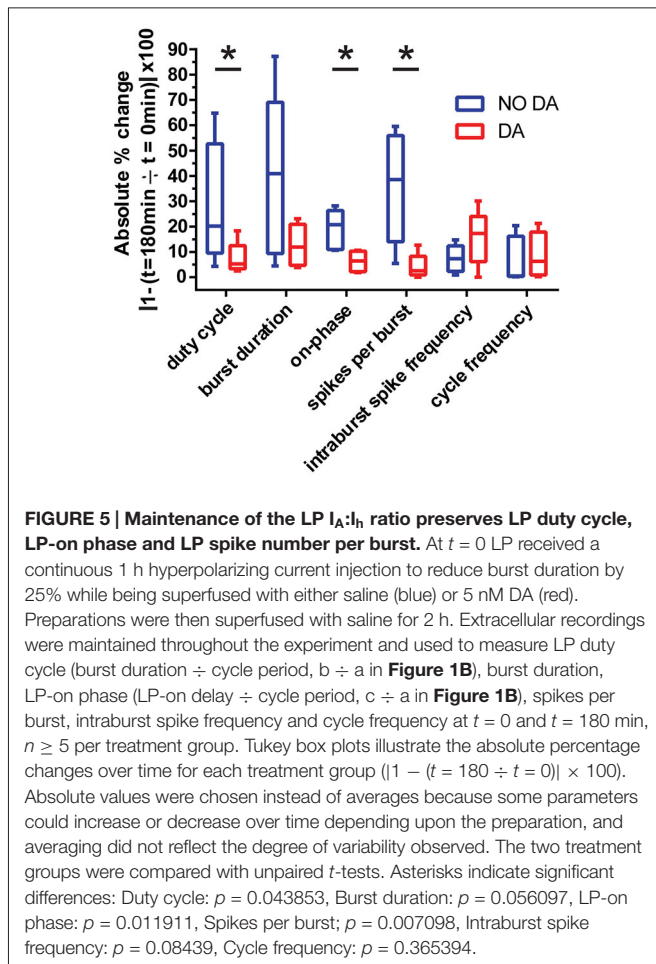 Absolute % change
|1- (t=180min ÷ t = 0min)| x100
90
80
70
60
50
40
30
20
10
0
* * *
NO DA
DA
duty cycle
burst duration
on-phase
spikes per burst
intraburst spike frequency
cycle frequency
FIGURE 5 | Maintenance of the LP IA:Ih ratio preserves LP duty cycle,
LP-on phase and LP spike number per burst. At t = 0 LP received a
continuous 1 h hyperpolarizing current injection to reduce burst duration by
25% while being superfused with either saline (blue) or 5 nM DA (red).
Preparations were then superfused with saline for 2 h. Extracellular recordings
were maintained throughout the experiment and used to measure LP duty
cycle (burst duration ÷ cycle period, b ÷ a in Figure 1B), burst duration,
LP-on phase (LP-on delay ÷ cycle period, c ÷ a in Figure 1B), spikes per
burst, intraburst spike frequency and cycle frequency at t = 0 and t = 180 min,
n ≥ 5 per treatment group. Tukey box plots illustrate the absolute percentage
changes over time for each treatment group (|1 − (t = 180 ÷ t = 0)| × 100).
Absolute values were chosen instead of averages because some parameters
could increase or decrease over time depending upon the preparation, and
averaging did not reflect the degree of variability observed. The two treatment
groups were compared with unpaired t-tests. Asterisks indicate significant
differences: Duty cycle: p = 0.043853, Burst duration: p = 0.056097, LP-on
phase: p = 0.011911, Spikes per burst; p = 0.007098, Intraburst spike
frequency: p = 0.08439, Cycle frequency: p = 0.365394.